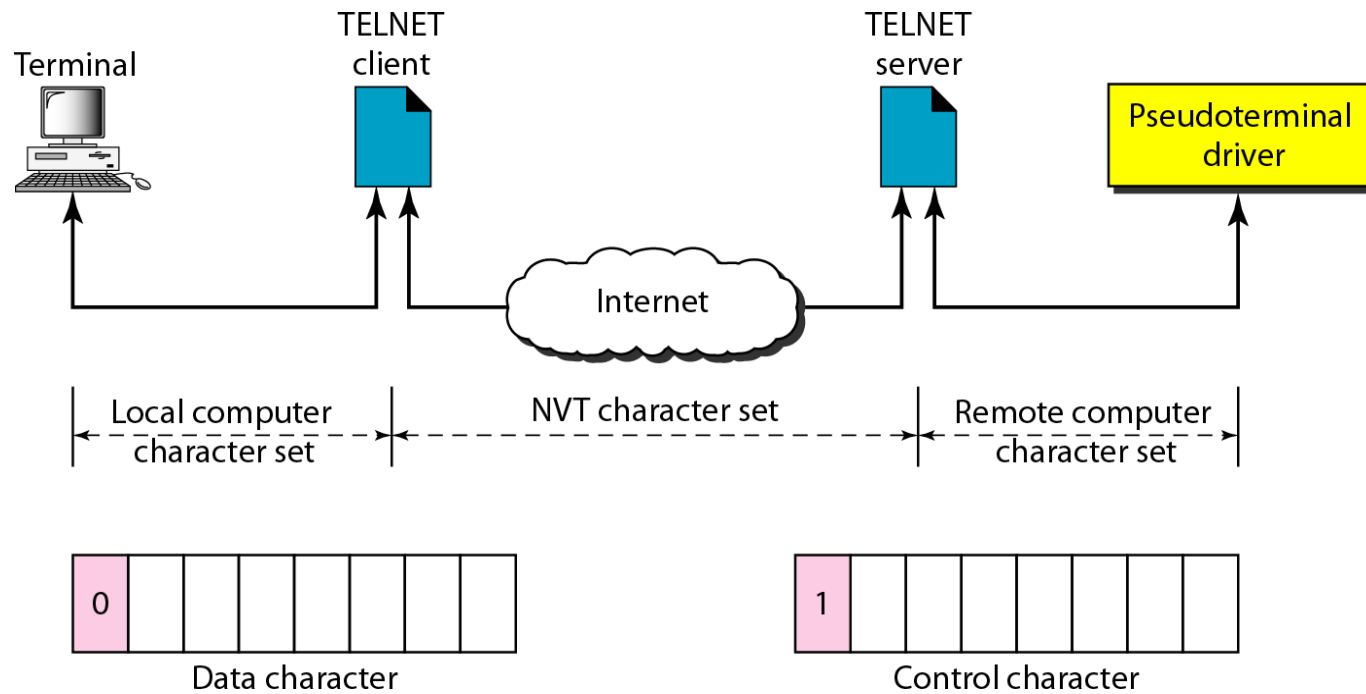 TELNET
client
TELNET
server
Terminal
Pseudoterminal
driver
Internet
Local computer
character set
NVT character set
Remote computer
character set
0
1
Data character
Control character